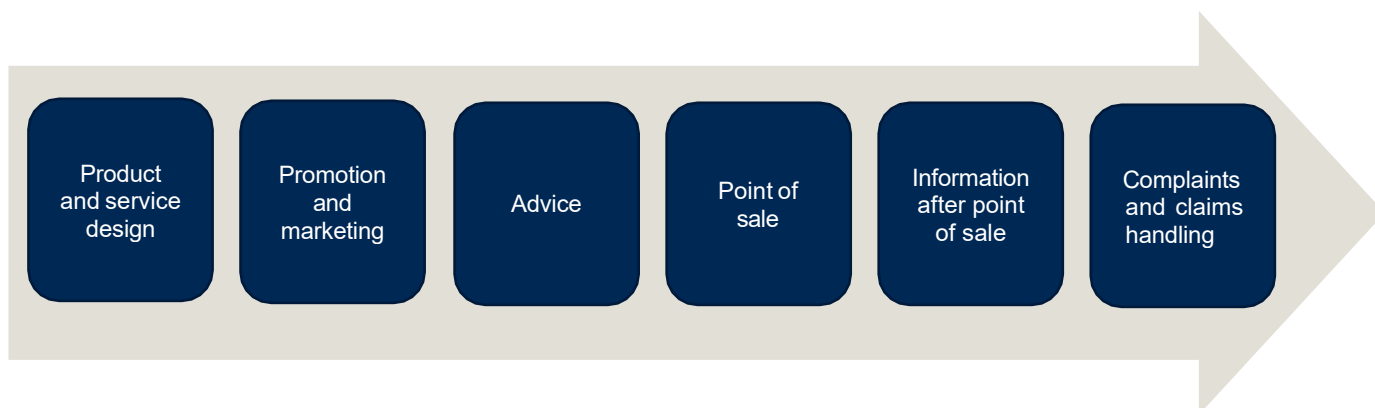 Product
and service
design
Promotion
and
marketing
Advice
Point of
sale
Information
after point
of sale
Complaints
and claims
handling